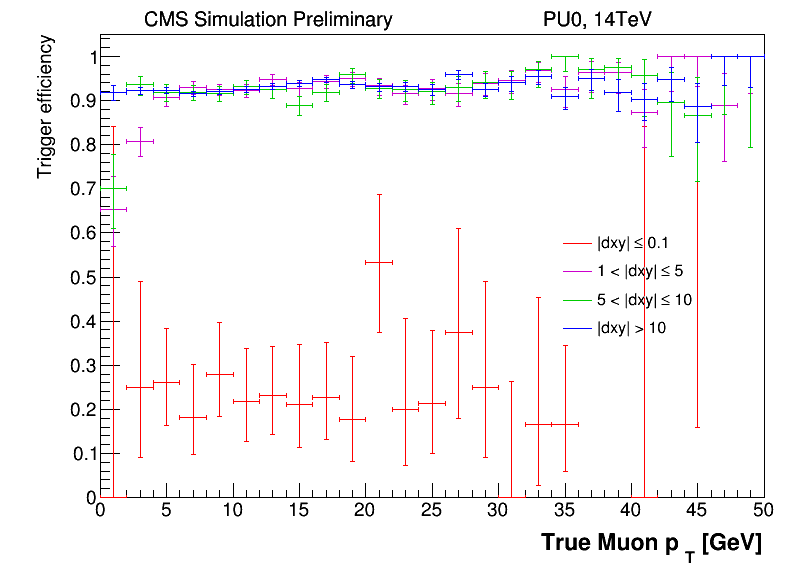 CMS Simulation Preliminary PU0, 14TeV
Trigger efficiency
1
0.9
0.8
0.7
0.6
0.5
0.4
0.3
0.2
0.1
0
|dxy| ≤ 0.1
1 < |dxy| ≤ 5
5 < |dxy| ≤ 10
|dxy| > 10
0 5 10 15 20 25 30 35 40 45 50
True Muon p T [GeV]